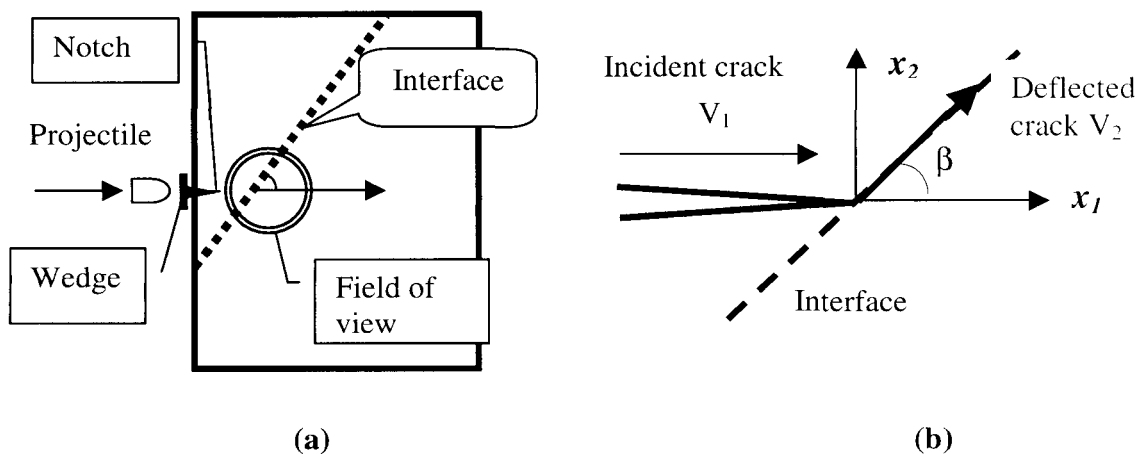 Notch
Interface
Projectile
Wedge
Field of
view
(a)
Incident crack
V₁
x₂
Deflected
crack V₂
β
x₁
Interface
(b)